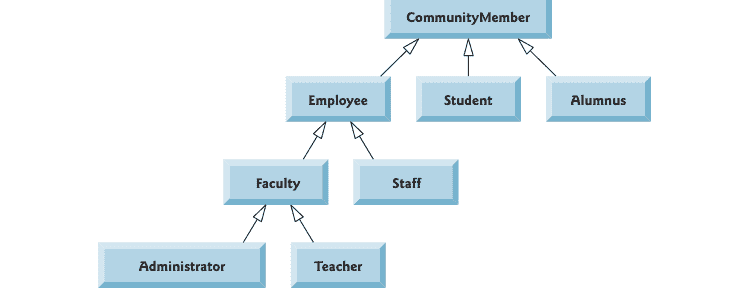 CommunityMember
Employee
Student
Alumnus
Faculty
Staff
Administrator
Teacher